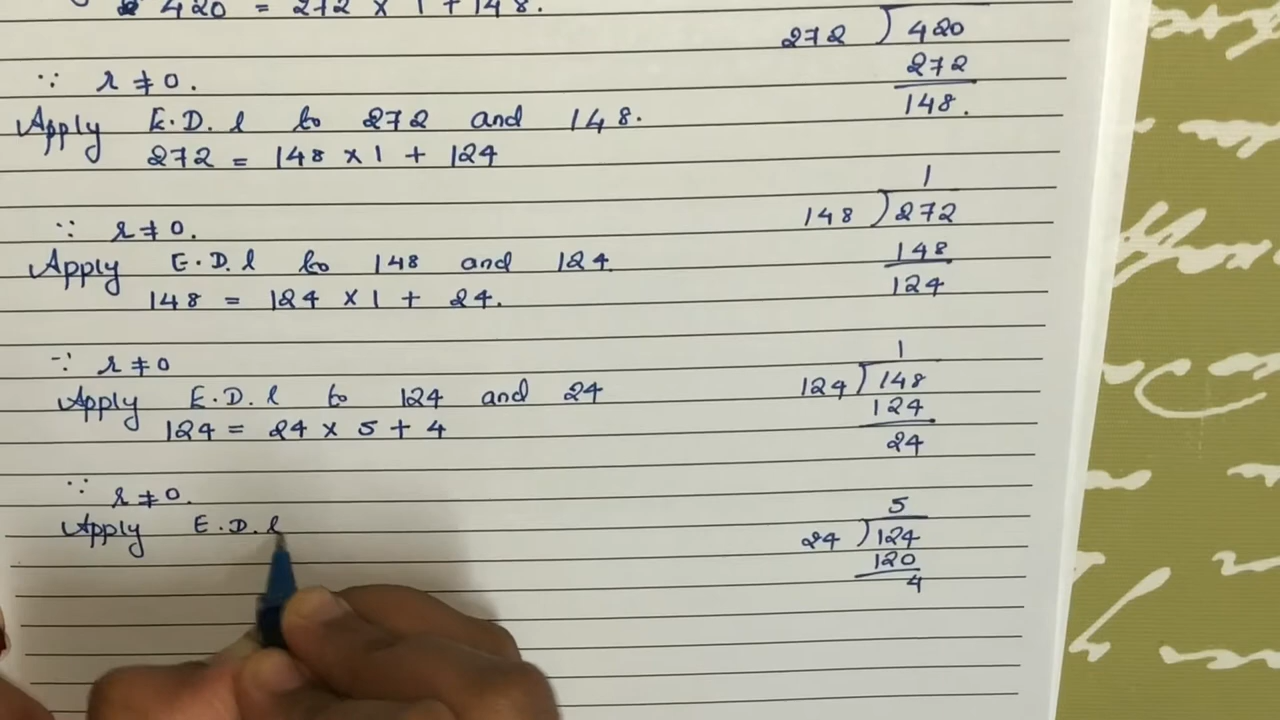 420 = 272 × 1 + 148.
∵ r ≠ 0.
Apply E.D.l to 272 and 148.
272 = 148 × 1 + 124
∵ r ≠ 0.
Apply E.D.l to 148 and 124
148 = 124 × 1 + 24.
∵ r ≠ 0
Apply E.D.l to 124 and 24
124 = 24 × 5 + 4
∵ r ≠ 0.
Apply E.D.l
272 ) 420
272
148.
1
148 ) 272
148
124
1
124 ) 148
124
24
5
24 ) 124
120
4